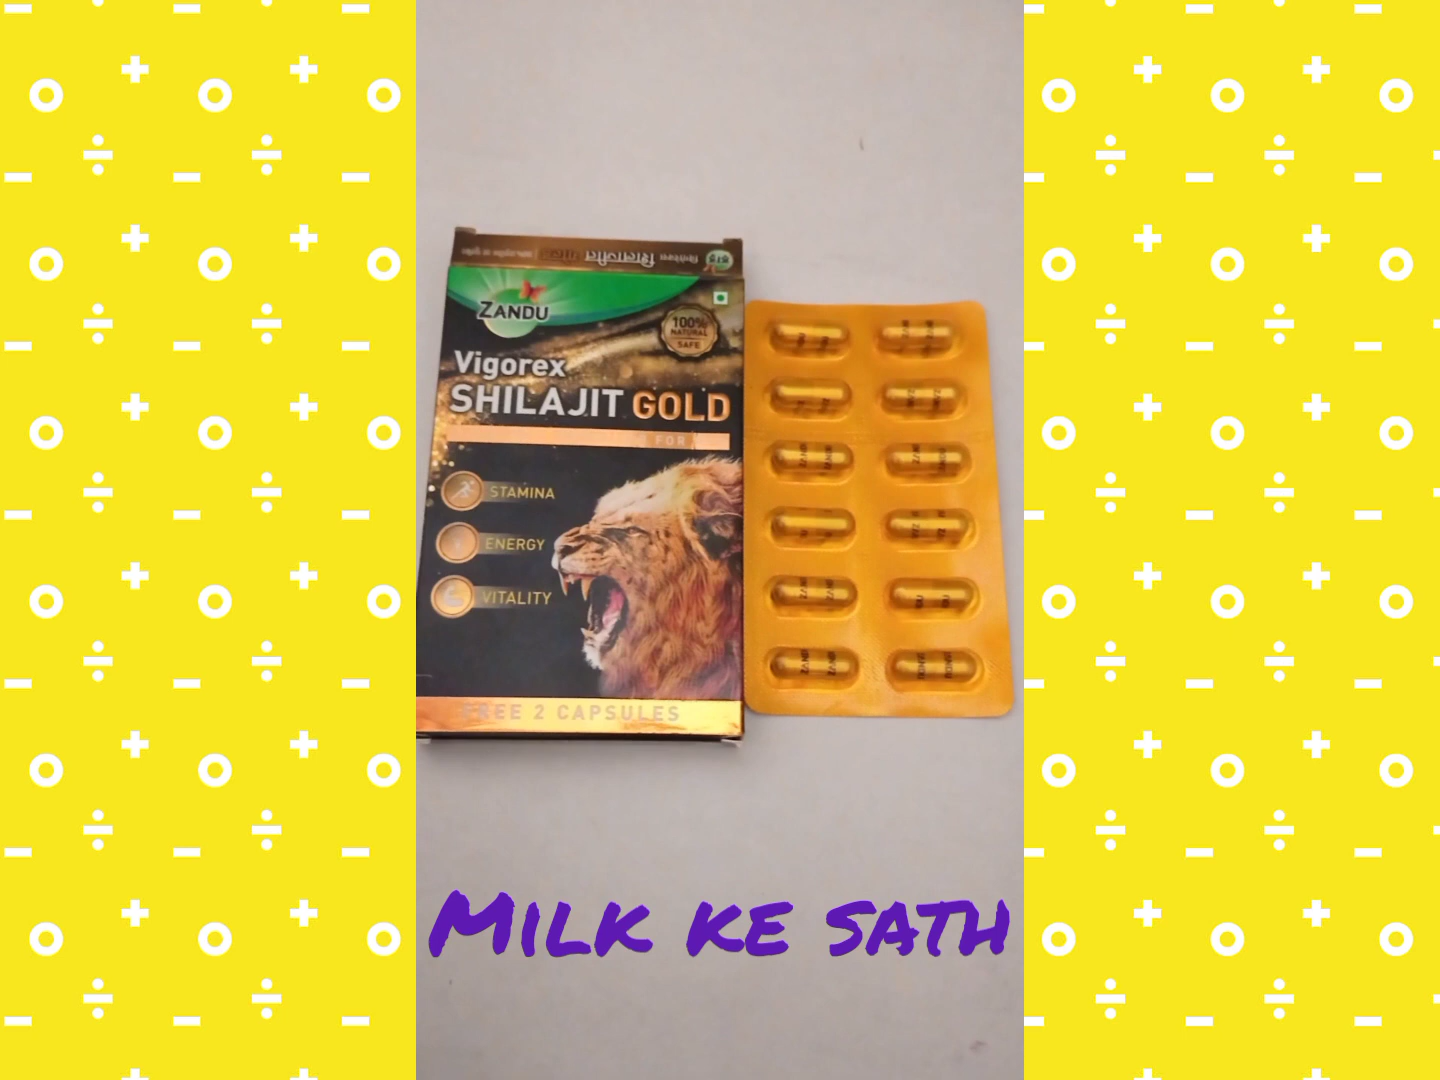 विगोरेक्स शिलाजीत गोल्ड
ZANDU
100%
NATURAL
SAFE
Vigorex
SHILAJIT GOLD
FOR
STAMINA
ENERGY
VITALITY
FREE 2 CAPSULES
MILK KE SATH